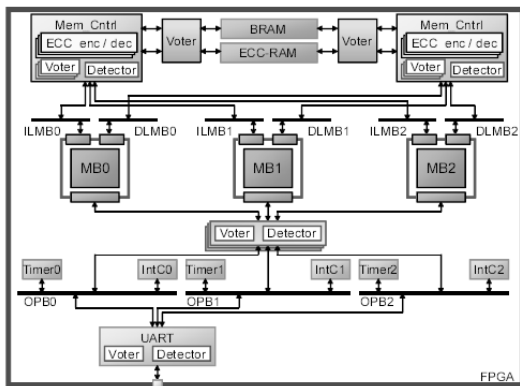 Mem Cntrl
ECC enc / dec
Voter
Detector
Voter
BRAM
ECC-RAM
Voter
Mem Cntrl
ECC enc / dec
Voter
Detector
ILMB0
DLMB0
ILMB1
DLMB1
ILMB2
DLMB2
MB0
MB1
MB2
Voter
Detector
Timer0
IntC0
Timer1
IntC1
Timer2
IntC2
OPB0
OPB1
OPB2
UART
Voter
Detector
FPGA